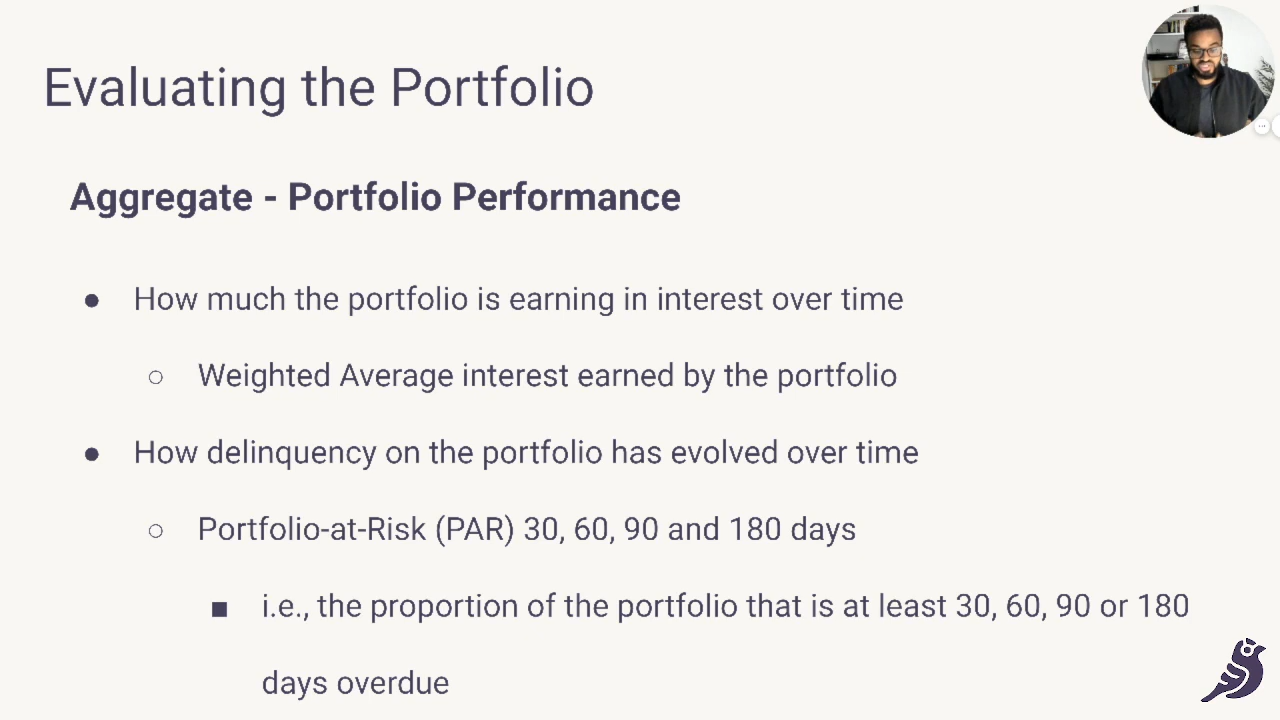 Evaluating the Portfolio
Aggregate - Portfolio Performance
● How much the portfolio is earning in interest over time
○ Weighted Average interest earned by the portfolio
● How delinquency on the portfolio has evolved over time
○ Portfolio-at-Risk (PAR) 30, 60, 90 and 180 days
■ i.e., the proportion of the portfolio that is at least 30, 60, 90 or 180
days overdue